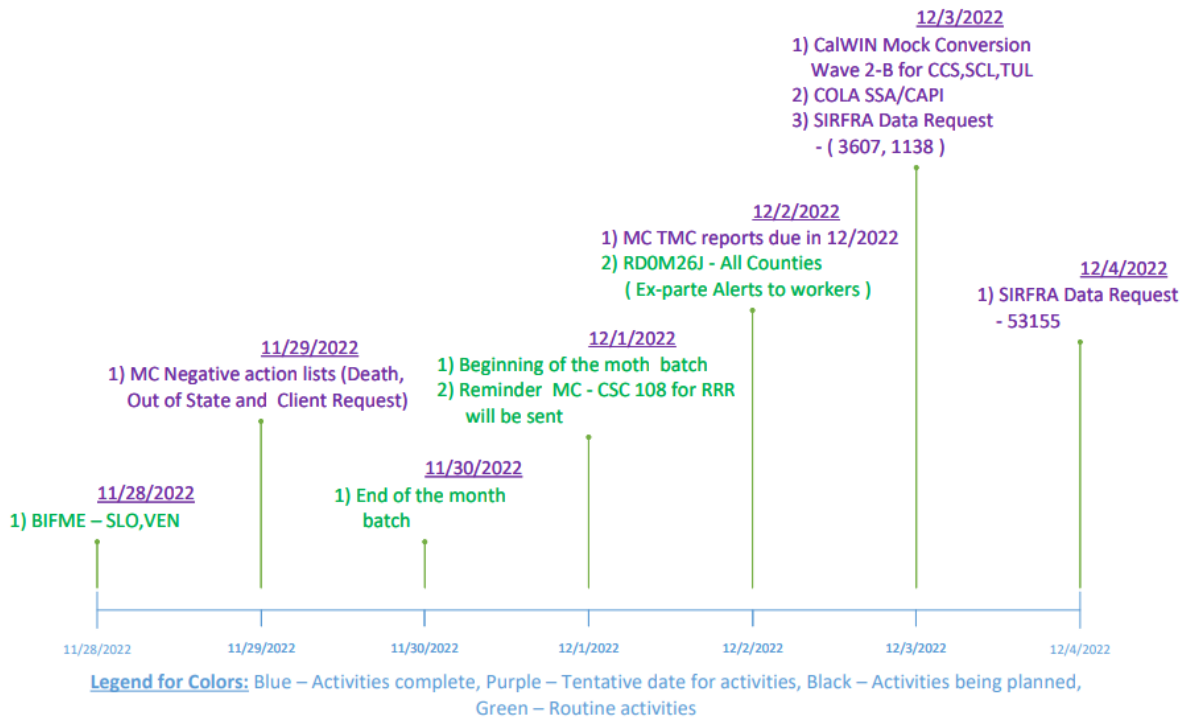 11/28/2022
1) BIFME – SLO,VEN
11/29/2022
1) MC Negative action lists (Death,
Out of State and  Client Request)
11/30/2022
1) End of the month
batch
12/1/2022
1) Beginning of the moth  batch
2) Reminder  MC - CSC 108 for RRR
will be sent
12/2/2022
1) MC TMC reports due in 12/2022
2) RD0M26J - All Counties
( Ex-parte Alerts to workers )
12/3/2022
1) CalWIN Mock Conversion
Wave 2-B for CCS,SCL,TUL
2) COLA SSA/CAPI
3) SIRFRA Data Request
- ( 3607, 1138 )
12/4/2022
1) SIRFRA Data Request
- 53155
11/28/2022
11/29/2022
11/30/2022
12/1/2022
12/2/2022
12/3/2022
12/4/2022
Legend for Colors: Blue – Activities complete, Purple – Tentative date for activities, Black – Activities being planned,
Green – Routine activities